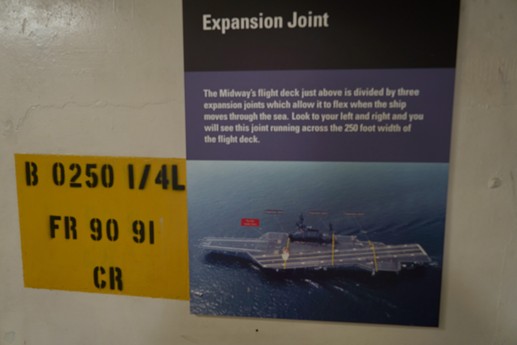 Expansion Joint
The Midway's flight deck just above is divided by three
expansion joints which allow it to flex when the ship
moves through the sea. Look to your left and right and you
will see this joint running across the 250 foot width of
the flight deck.
B 0250 1/4L
FR 90 91
CR